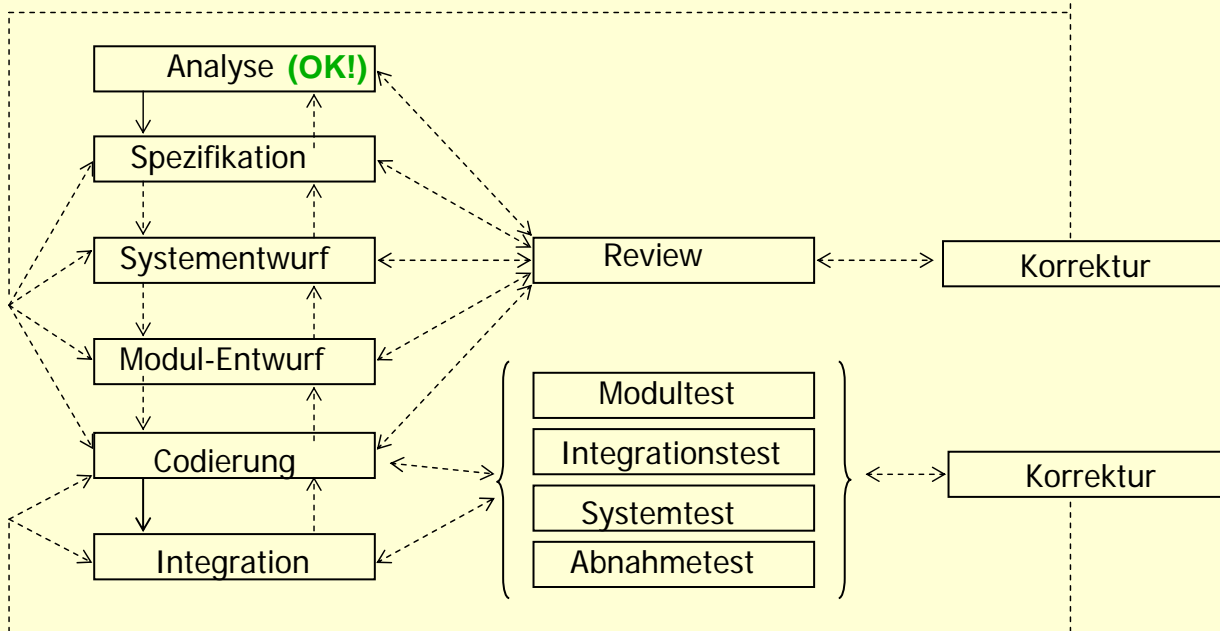 Analyse (OK!)
Spezifikation
Systementwurf
Review
Korrektur
Modul-Entwurf
Modultest
Codierung
Integrationstest
Korrektur
Systemtest
Integration
Abnahmetest